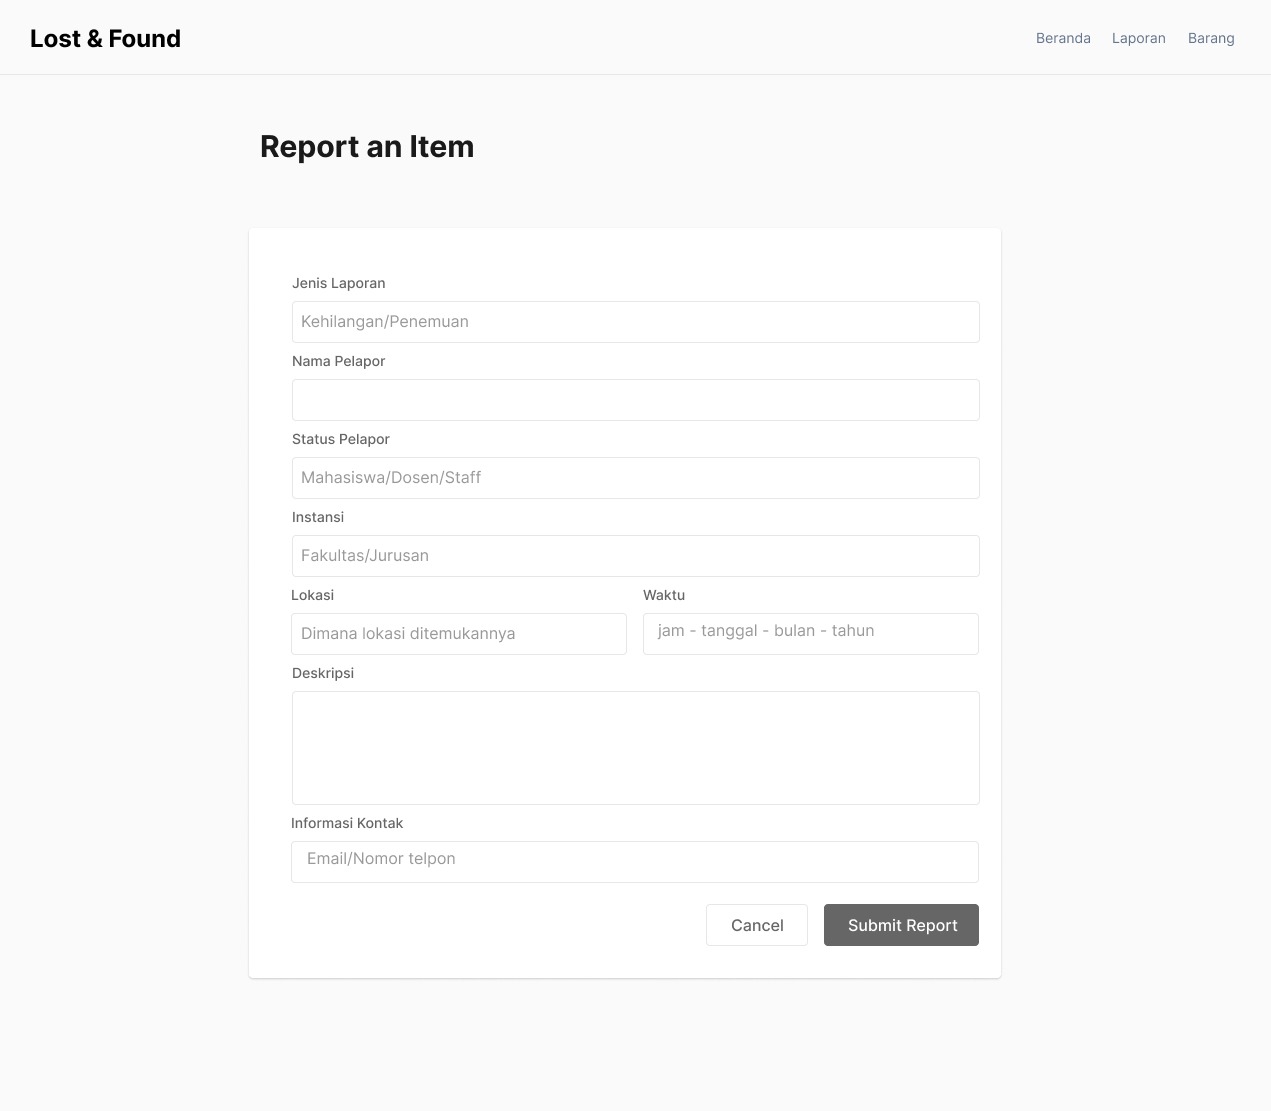 Lost & Found
Beranda Laporan Barang
Report an Item
Jenis Laporan
Kehilangan/Penemuan
Nama Pelapor
Status Pelapor
Mahasiswa/Dosen/Staff
Instansi
Fakultas/Jurusan
Lokasi
Dimana lokasi ditemukannya
Waktu
jam - tanggal - bulan - tahun
Deskripsi
Informasi Kontak
Email/Nomor telpon
Cancel
Submit Report